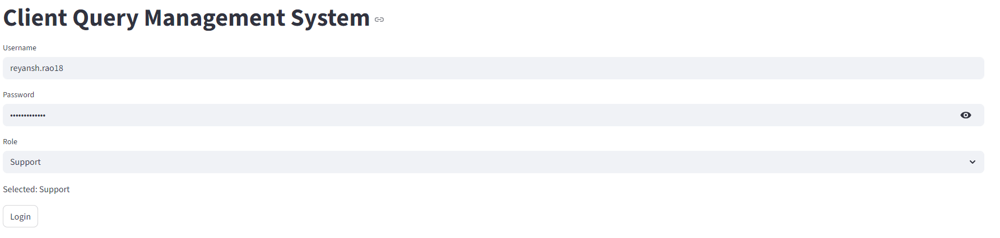 Client Query Management System
Username
reyansh.rao18
Password
•••••••••••••
Role
Support
Selected: Support
Login